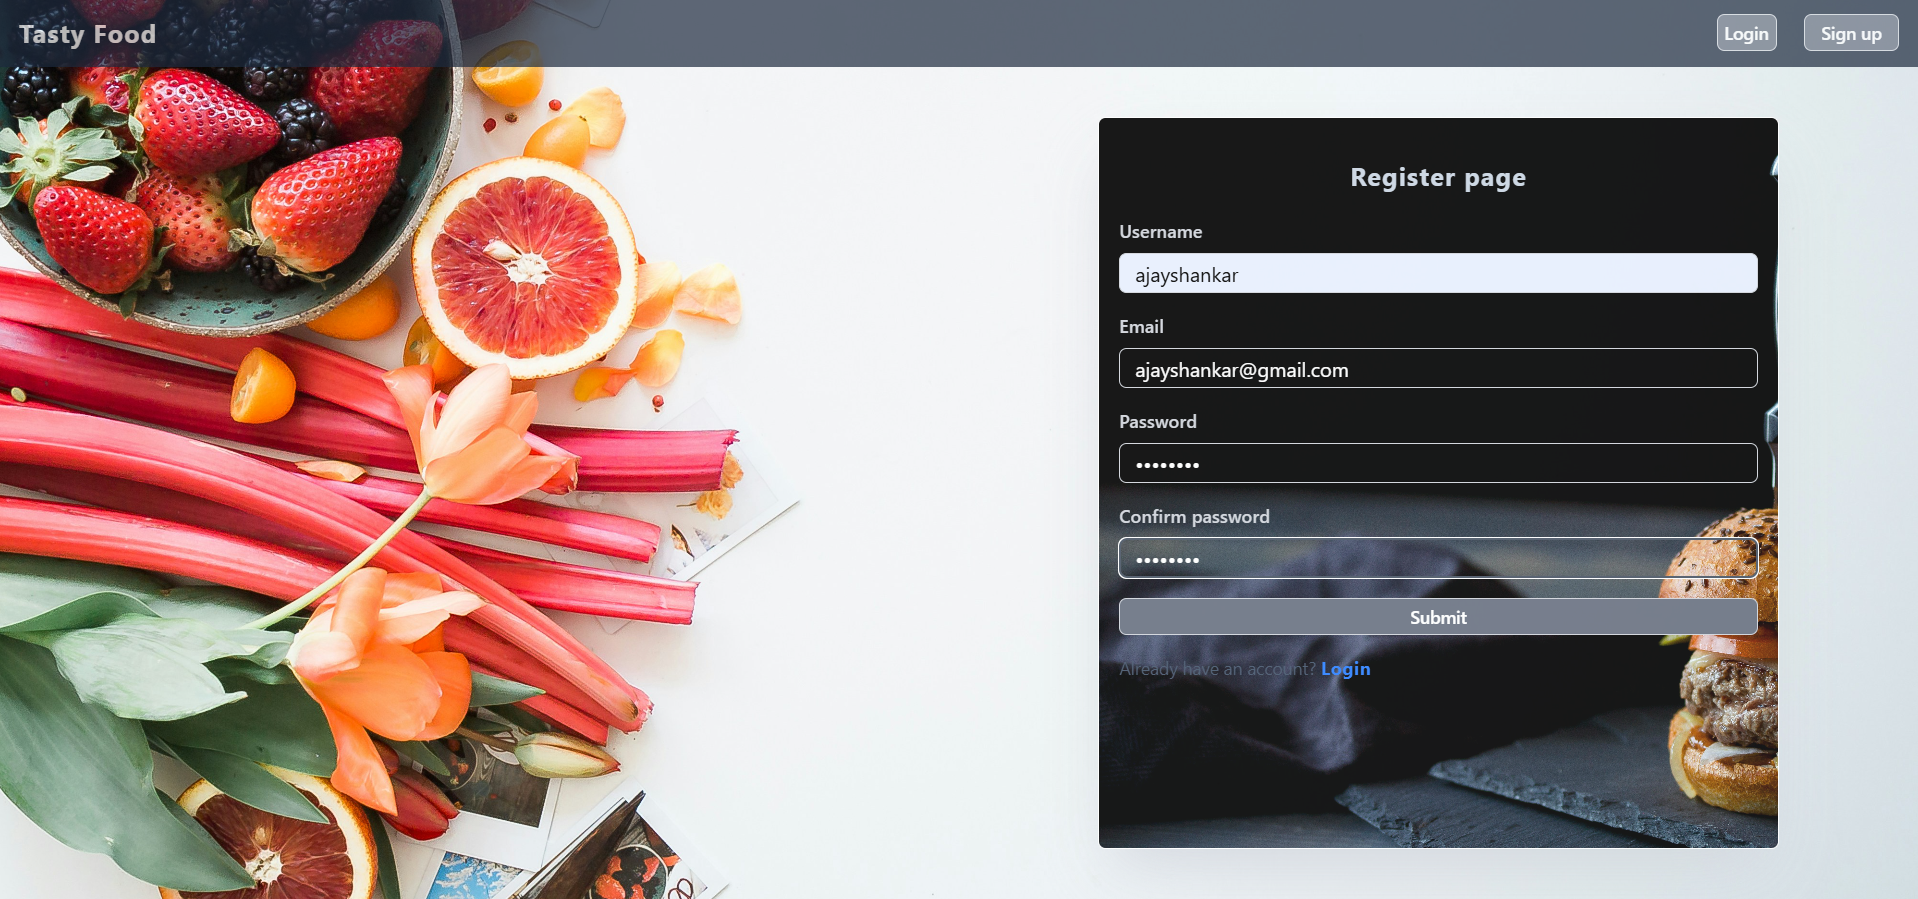 Tasty Food
Login
Sign up
Register page
Username
ajayshankar
Email
ajayshankar@gmail.com
Password
••••••••
Confirm password
••••••••
Submit
Already have an account? Login